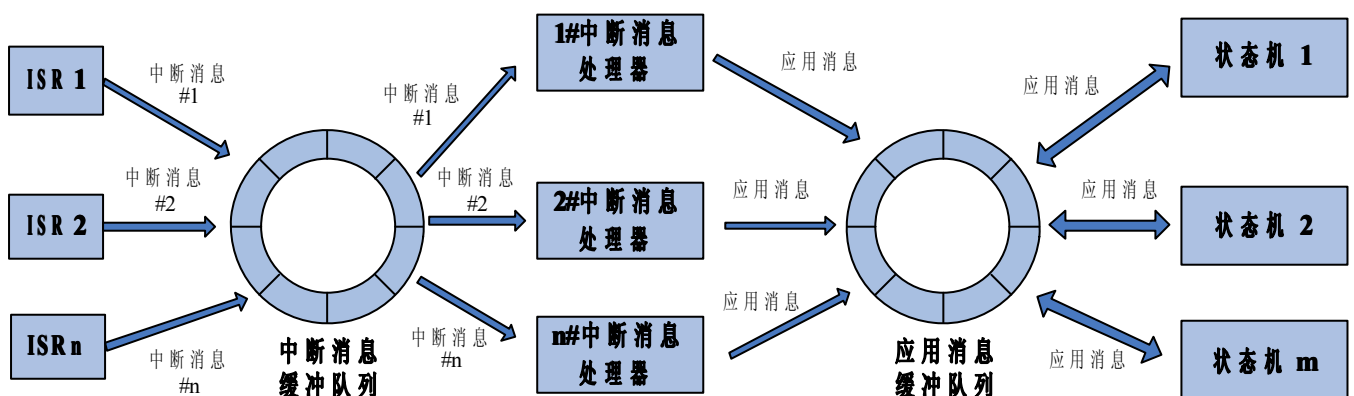 ISR 1
中断消息
#1
中断消息
#1
1#中断消息
处理器
应用消息
应用消息
状态机 1
ISR 2
中断消息
#2
中断消息
#2
2#中断消息
处理器
应用消息
应用消息
状态机 2
ISR n
中断消息
#n
中断消息
缓冲队列
中断消息
#n
n#中断消息
处理器
应用消息
应用消息
缓冲队列
应用消息
状态机 m